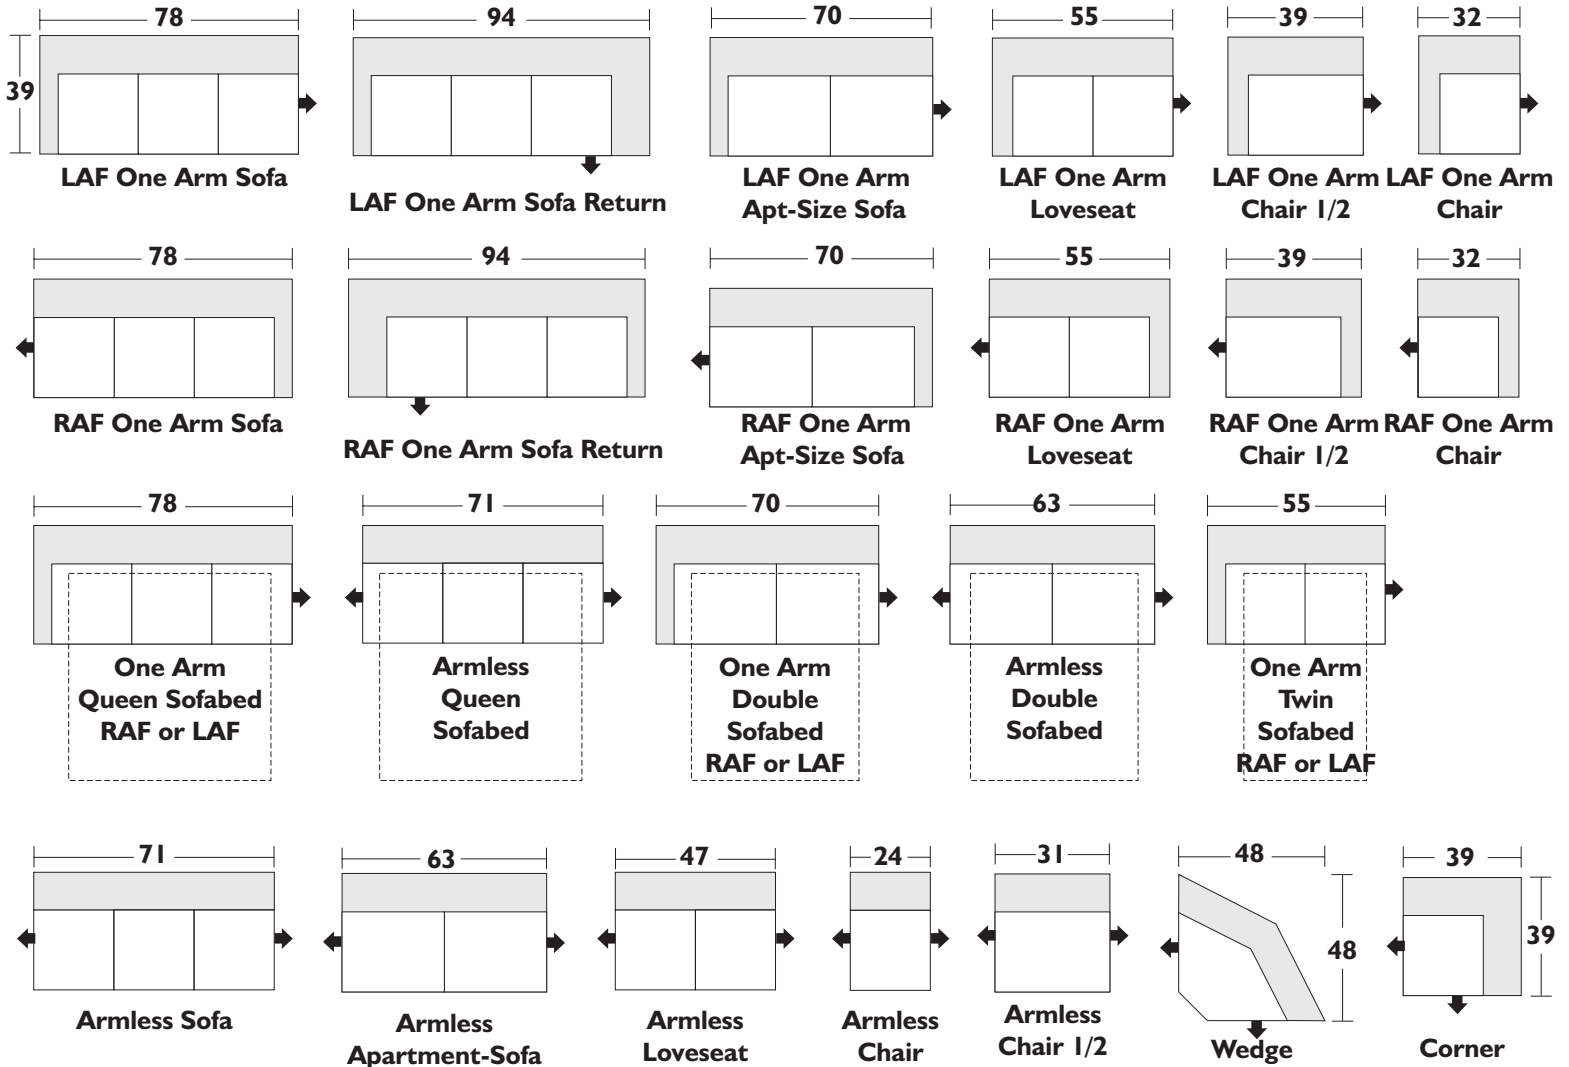 78
94
70
55
39
32
39
LAF One Arm Sofa
LAF One Arm Sofa Return
LAF One Arm
Apt-Size Sofa
LAF One Arm
Loveseat
LAF One Arm
Chair 1/2
LAF One Arm
Chair
78
94
70
55
39
32
RAF One Arm Sofa
RAF One Arm Sofa Return
RAF One Arm
Apt-Size Sofa
RAF One Arm
Loveseat
RAF One Arm
Chair 1/2
RAF One Arm
Chair
78
71
70
63
55
One Arm
Queen Sofabed
RAF or LAF
Armless
Queen
Sofabed
One Arm
Double
Sofabed
RAF or LAF
Armless
Double
Sofabed
One Arm
Twin
Sofabed
RAF or LAF
71
63
47
24
31
48
48
39
39
Armless Sofa
Armless
Apartment-Sofa
Armless
Loveseat
Armless
Chair
Armless
Chair 1/2
Wedge
Corner